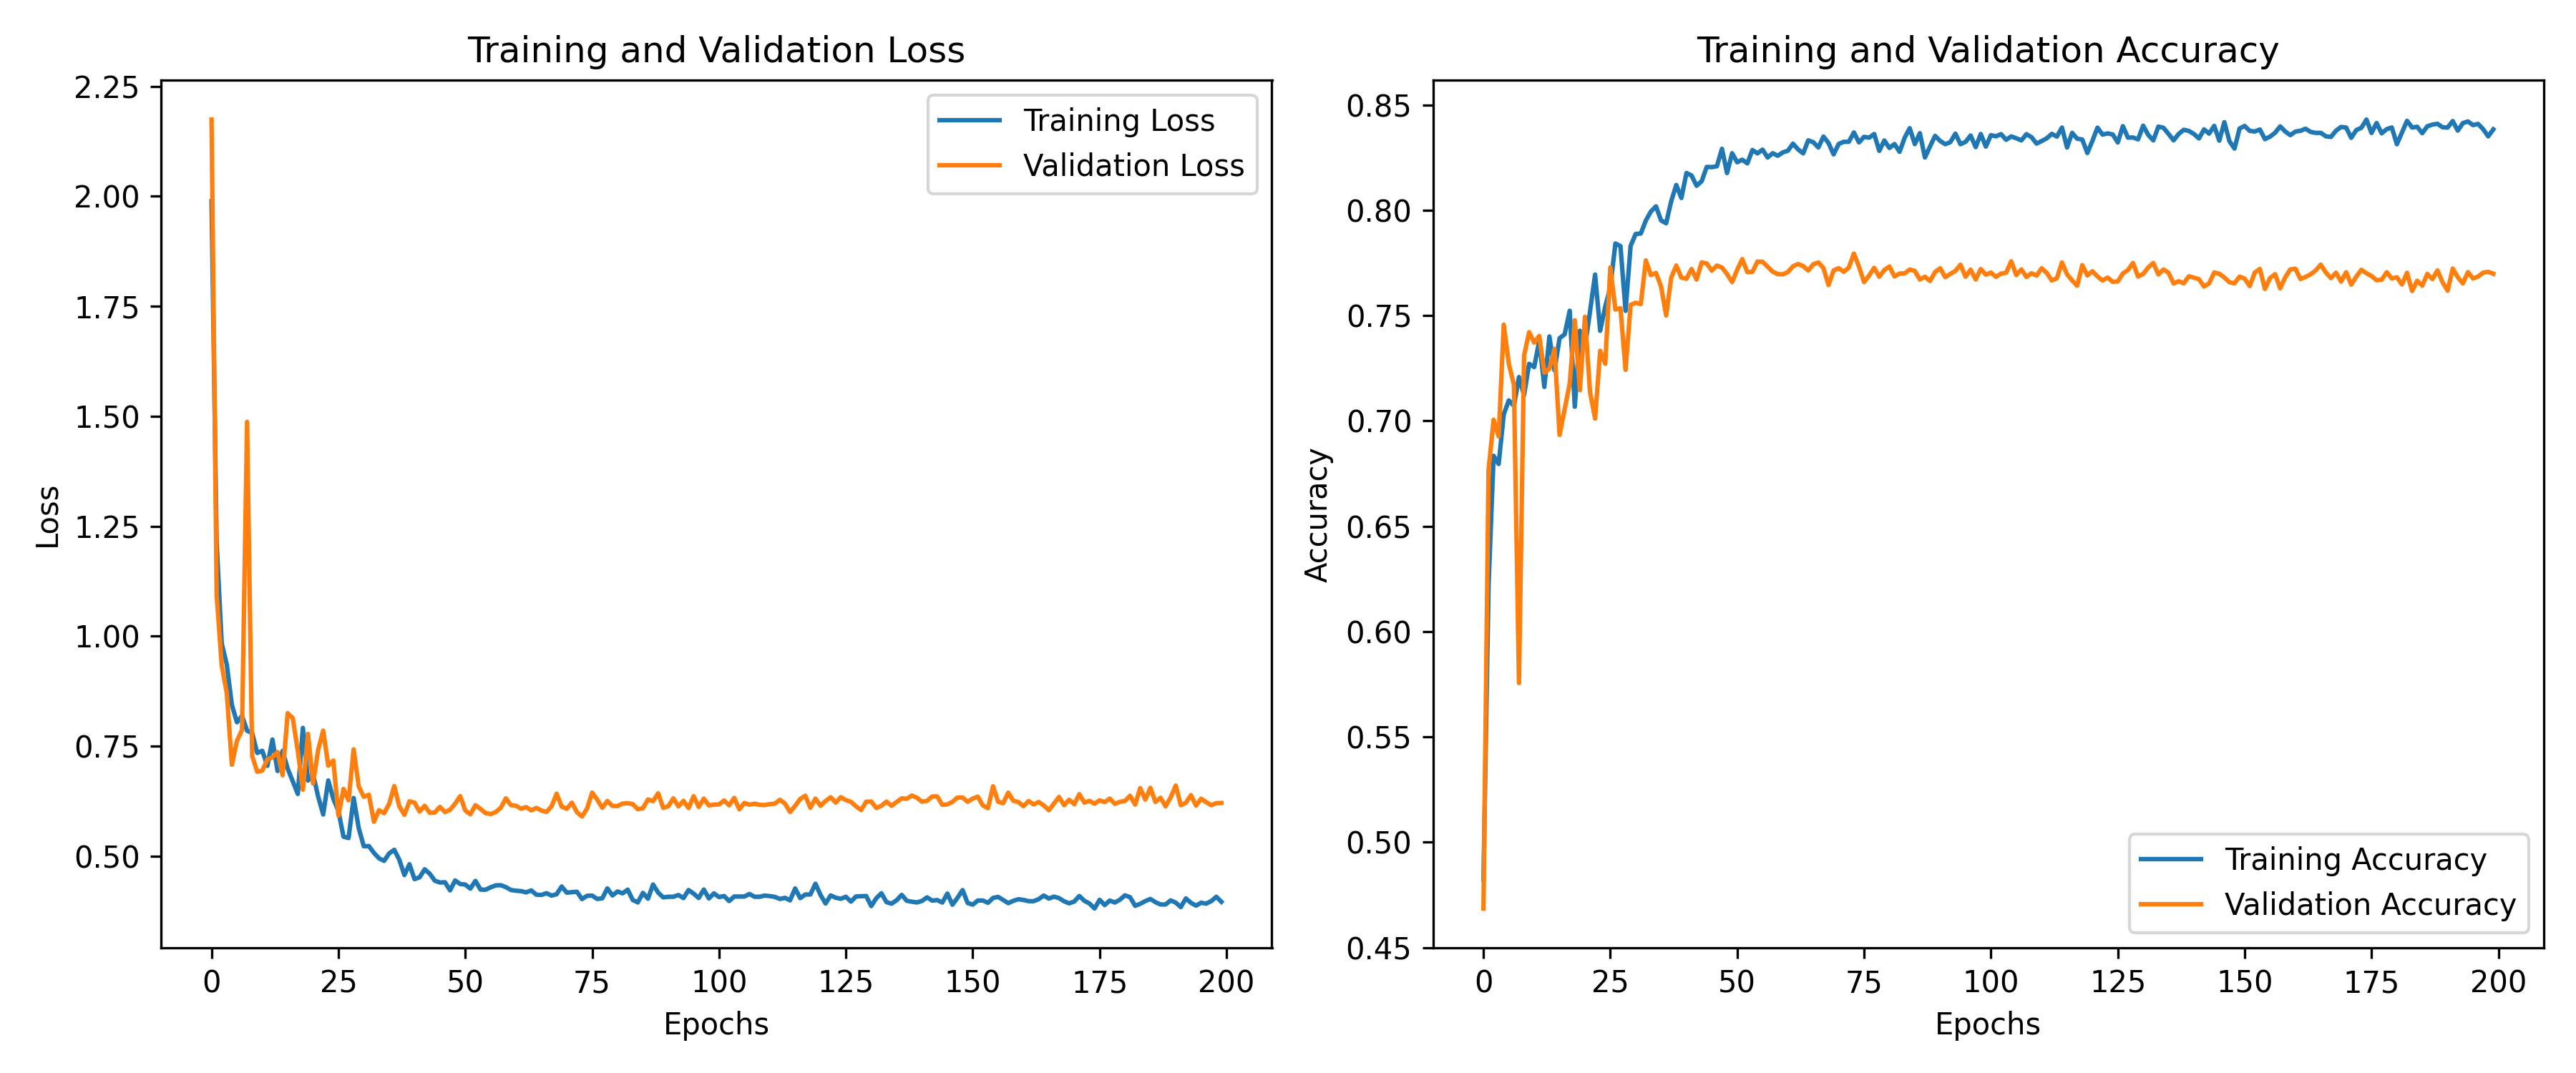 Training and Validation Loss
2.25
2.00
1.75
1.50
1.25
1.00
0.75
0.50
Loss
Training Loss
Validation Loss
0 25 50 75 100 125 150 175 200
Epochs
Training and Validation Accuracy
0.85
0.80
0.75
0.70
0.65
0.60
0.55
0.50
0.45
Accuracy
Training Accuracy
Validation Accuracy
0 25 50 75 100 125 150 175 200
Epochs